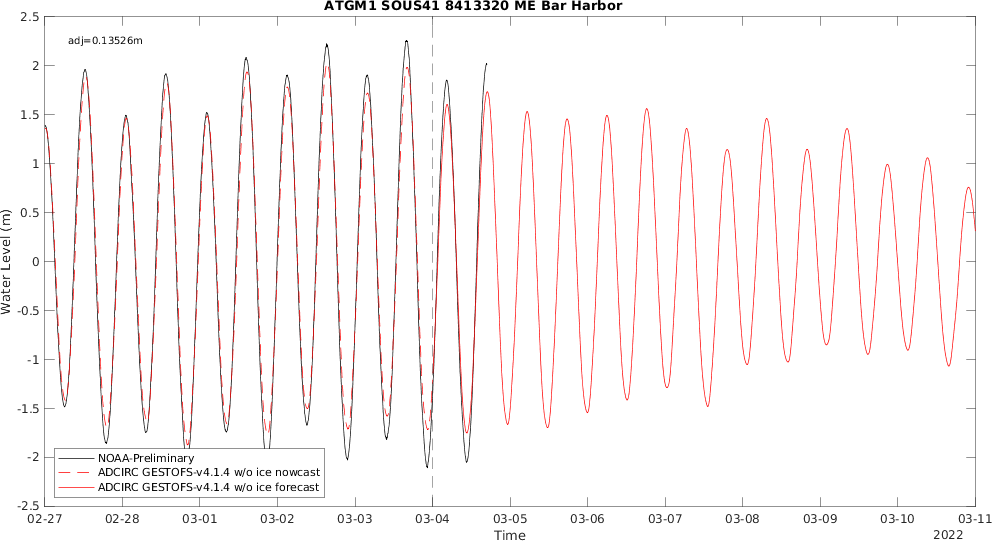 ATGM1 SOUS41 8413320 ME Bar Harbor
adj=0.13526m
2.5
2
1.5
1
0.5
0
-0.5
-1
-1.5
-2
-2.5
Water Level (m)
NOAA-Preliminary
ADCIRC GESTOFS-v4.1.4 w/o ice nowcast
ADCIRC GESTOFS-v4.1.4 w/o ice forecast
02-27 02-28 03-01 03-02 03-03 03-04 03-05 03-06 03-07 03-08 03-09 03-10 03-11
Time
2022